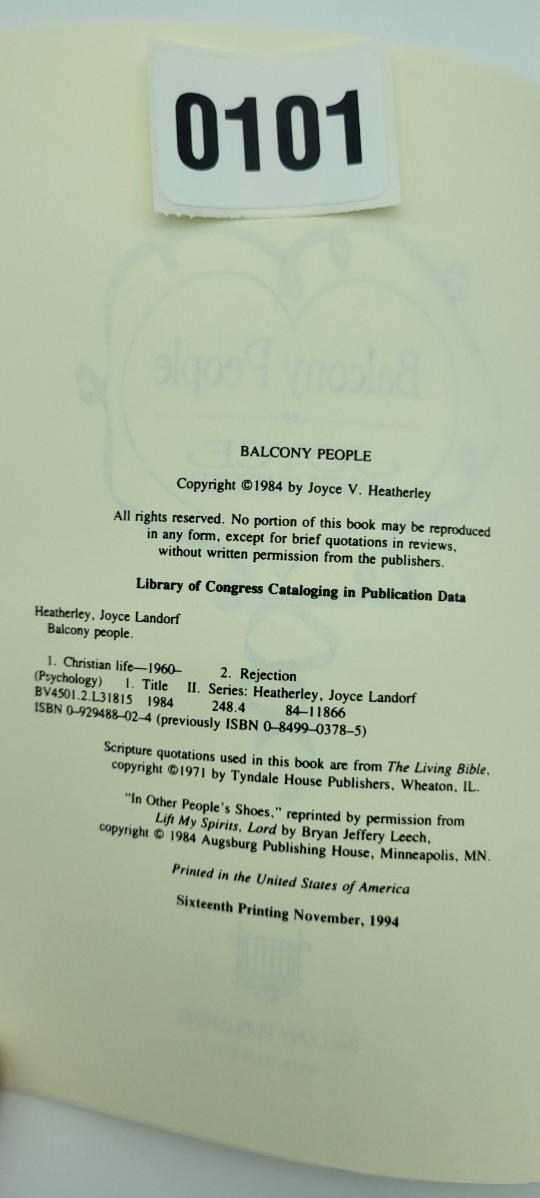 0101
Balcony People
BALCONY PEOPLE
Copyright ©1984 by Joyce V. Heatherley
All rights reserved. No portion of this book may be reproduced
in any form, except for brief quotations in reviews,
without written permission from the publishers.
Library of Congress Cataloging in Publication Data
Heatherley, Joyce Landorf
Balcony people.
1. Christian life—1960– 2. Rejection
(Psychology) I. Title II. Series: Heatherley, Joyce Landorf
BV4501.2.L31815 1984 248.4 84–11866
ISBN 0–929488–02–4 (previously ISBN 0–8499–0378–5)
Scripture quotations used in this book are from The Living Bible,
copyright ©1971 by Tyndale House Publishers, Wheaton, IL.
"In Other People's Shoes," reprinted by permission from
Lift My Spirits, Lord by Bryan Jeffery Leech,
copyright © 1984 Augsburg Publishing House, Minneapolis, MN.
Printed in the United States of America
Sixteenth Printing November, 1994
BALCONY PUBLISHING